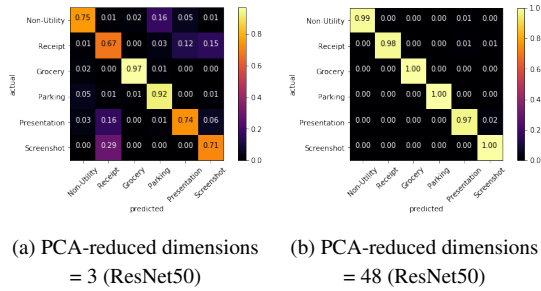 Non-Utility 0.75 0.01 0.02 0.16 0.05 0.01
Receipt 0.01 0.67 0.00 0.03 0.12 0.15
Grocery 0.02 0.00 0.97 0.01 0.00 0.00
Parking 0.05 0.01 0.00 0.92 0.01 0.00
Presentation 0.03 0.16 0.00 0.00 0.74 0.06
Screenshot 0.00 0.29 0.00 0.00 0.00 0.71
actual
Non-Utility Receipt Grocery Parking Presentation Screenshot
predicted
0.8
0.6
0.4
0.2
0.0
(a) PCA-reduced dimensions
= 3 (ResNet50)
Non-Utility 0.99 0.00 0.00 0.00 0.01 0.00
Receipt 0.00 0.98 0.00 0.00 0.01 0.01
Grocery 0.00 0.00 1.00 0.00 0.00 0.00
Parking 0.00 0.00 0.00 1.00 0.00 0.00
Presentation 0.00 0.00 0.00 0.00 0.97 0.02
Screenshot 0.00 0.00 0.00 0.00 0.00 1.00
actual
Non-Utility Receipt Grocery Parking Presentation Screenshot
predicted
1.0
0.8
0.6
0.4
0.2
0.0
(b) PCA-reduced dimensions
= 48 (ResNet50)